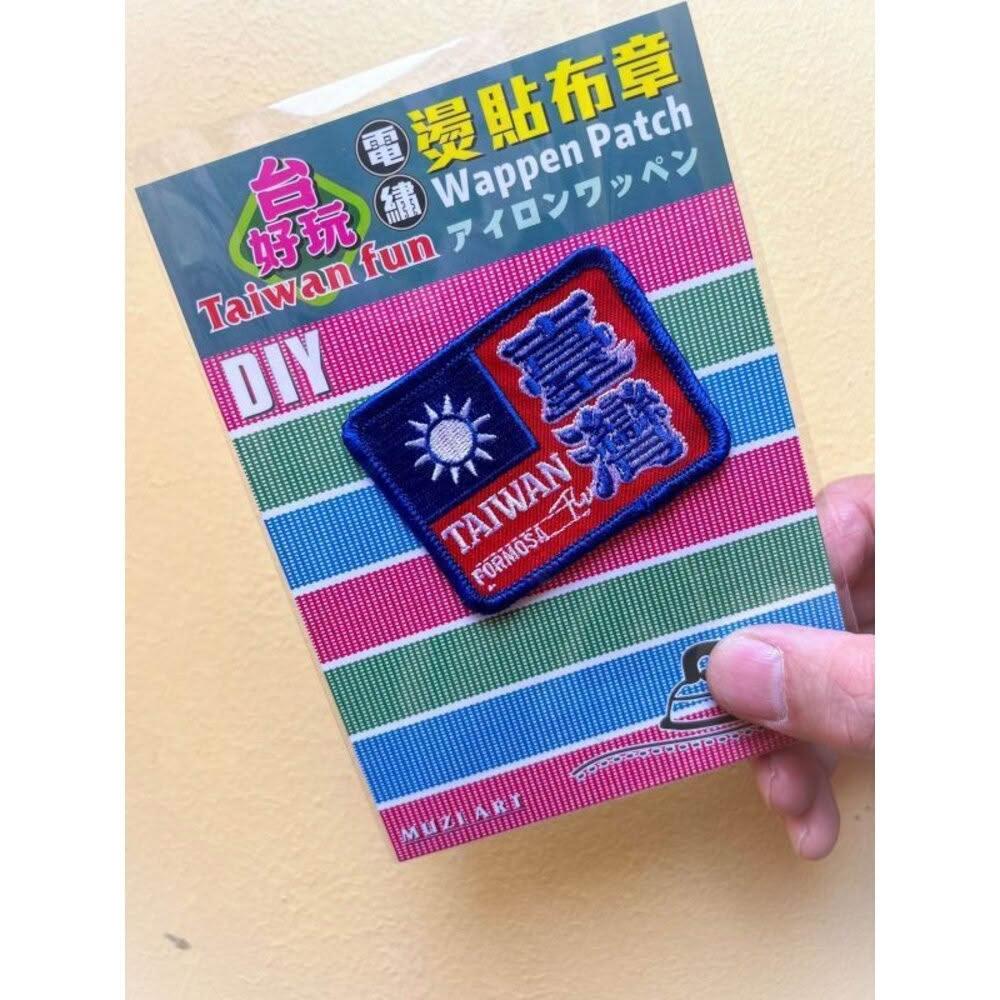 電繡
燙貼布章
Wappen Patch
アイロンワッペン
台
好玩
Taiwan fun
DIY
臺灣
TAIWAN
FORMOSA
MUZI ART